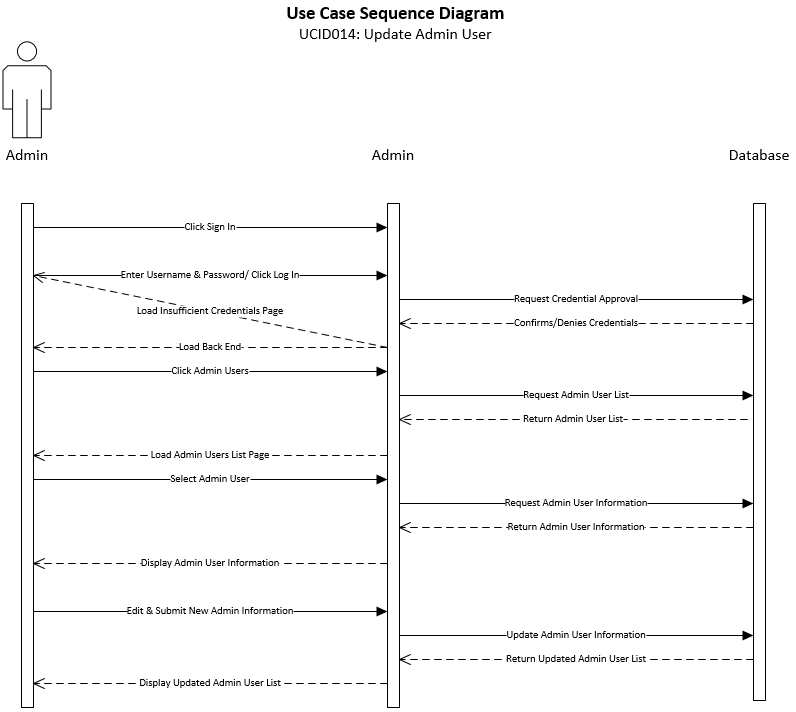 Use Case Sequence Diagram
UCID014: Update Admin User
Admin
Admin
Database
Click Sign In
Enter Username & Password/ Click Log In
Request Credential Approval
Load Insufficient Credentials Page
Confirms/Denies Credentials
Load Back End
Click Admin Users
Request Admin User List
Return Admin User List
Load Admin Users List Page
Select Admin User
Request Admin User Information
Return Admin User Information
Display Admin User Information
Edit & Submit New Admin Information
Update Admin User Information
Return Updated Admin User List
Display Updated Admin User List